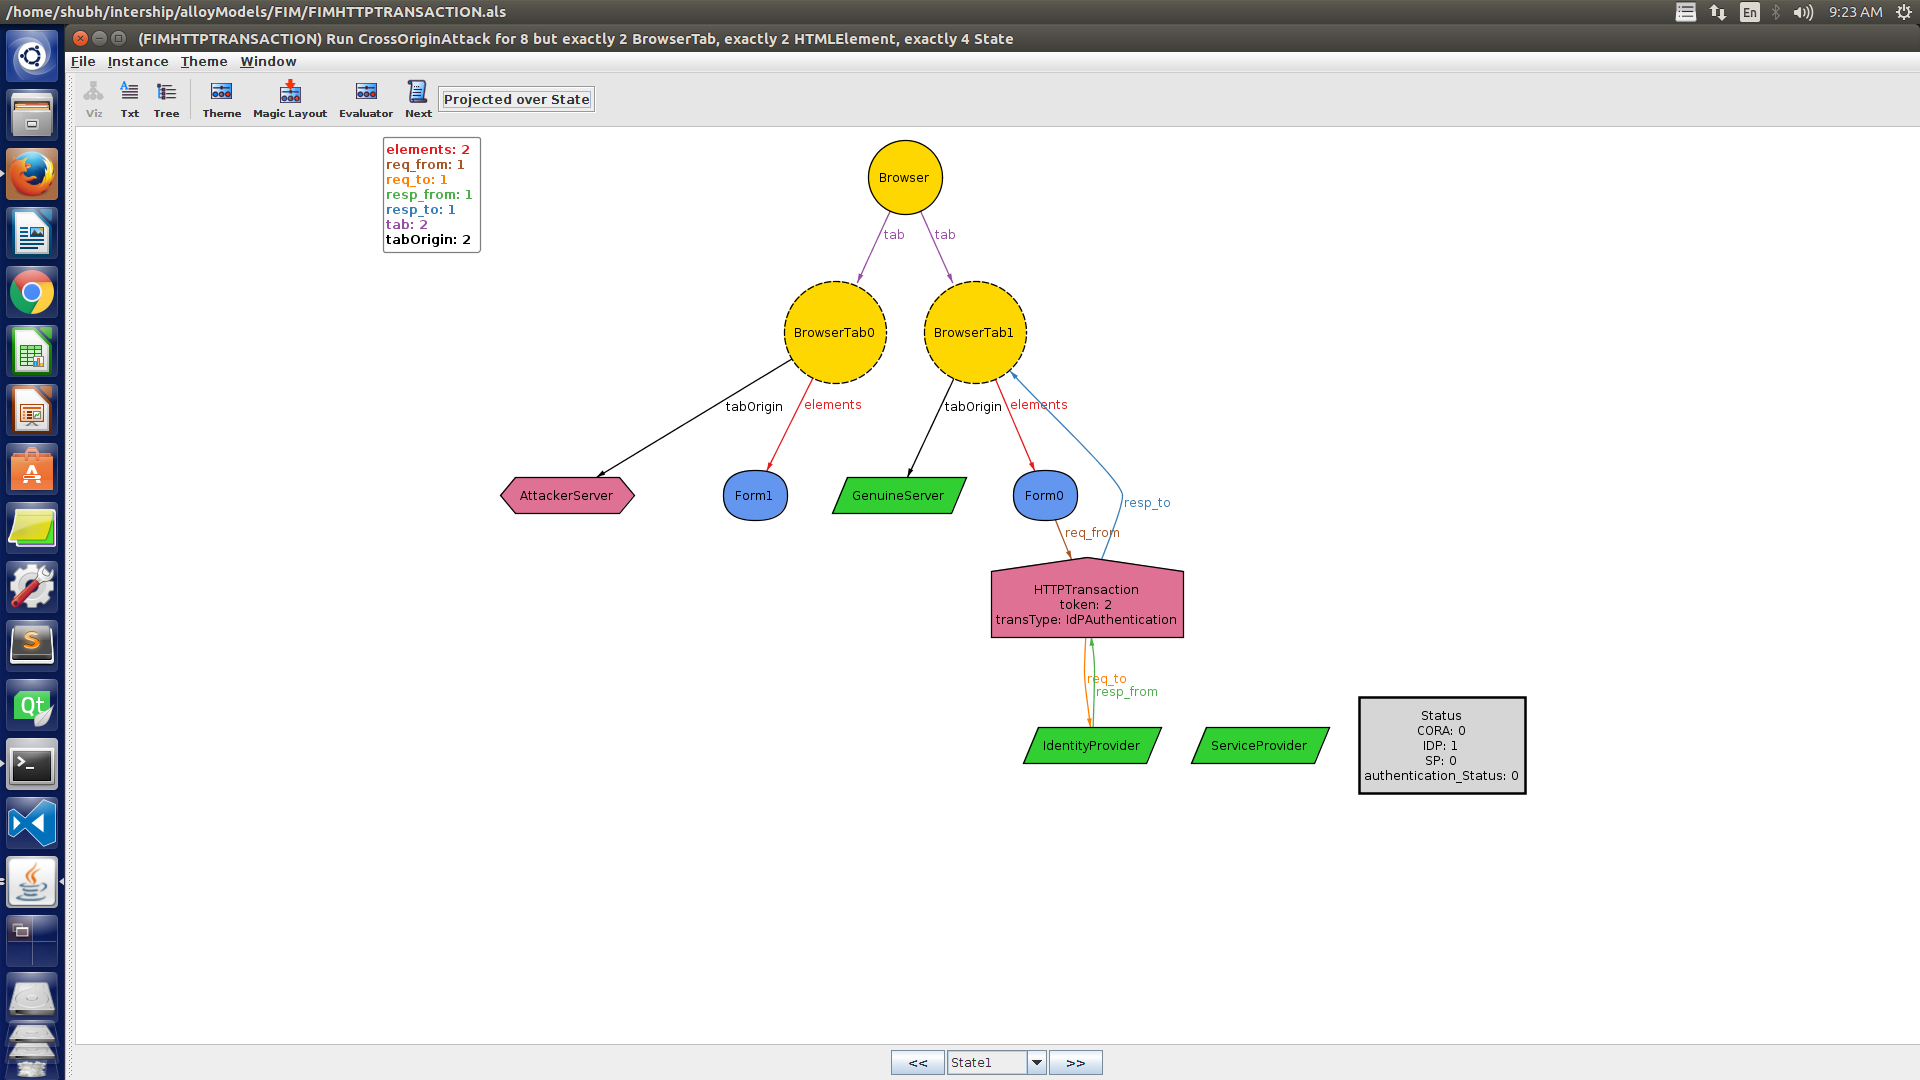 /home/shubh/intership/alloyModels/FIM/FIMHTTPTRANSACTION.als
En
9:23 AM
(FIMHTTPTRANSACTION) Run CrossOriginAttack for 8 but exactly 2 BrowserTab, exactly 2 HTMLElement, exactly 4 State
File Instance Theme Window
Viz Txt Tree Theme Magic Layout Evaluator Next Projected over State
elements: 2
req_from: 1
req_to: 1
resp_from: 1
resp_to: 1
tab: 2
tabOrigin: 2
Browser
tab tab
BrowserTab0 BrowserTab1
tabOrigin elements tabOrigin elements
AttackerServer Form1 GenuineServer Form0
resp_to
req_from
HTTPTransaction
token: 2
transType: IdPAuthentication
req_to
resp_from
IdentityProvider ServiceProvider
Status
CORA: 0
IDP: 1
SP: 0
authentication_Status: 0
Qt
<< State1 >>